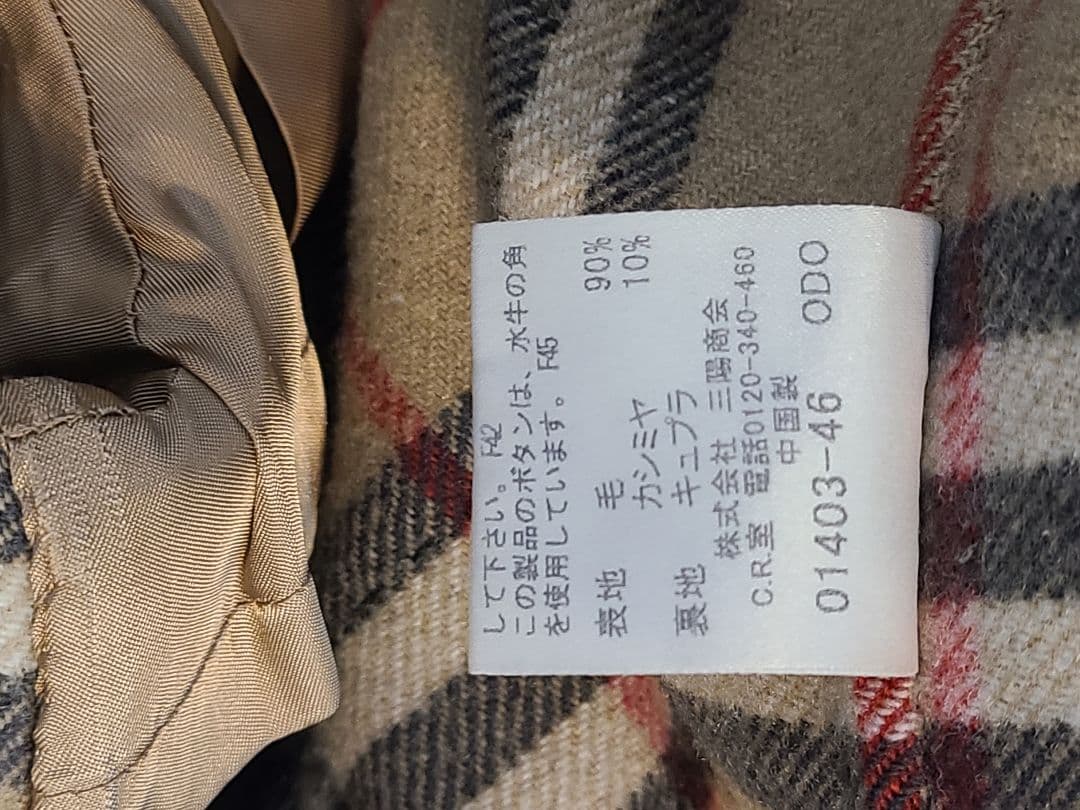 して下さい。 F42
この製品のボタンは、水牛の角
を使用しています。 F45
表地 毛 90%
カシミヤ 10%
裏地 キュプラ
株式会社 三陽商会
C.R.室 電話0120-340-460
中国製
01403-46 ODO